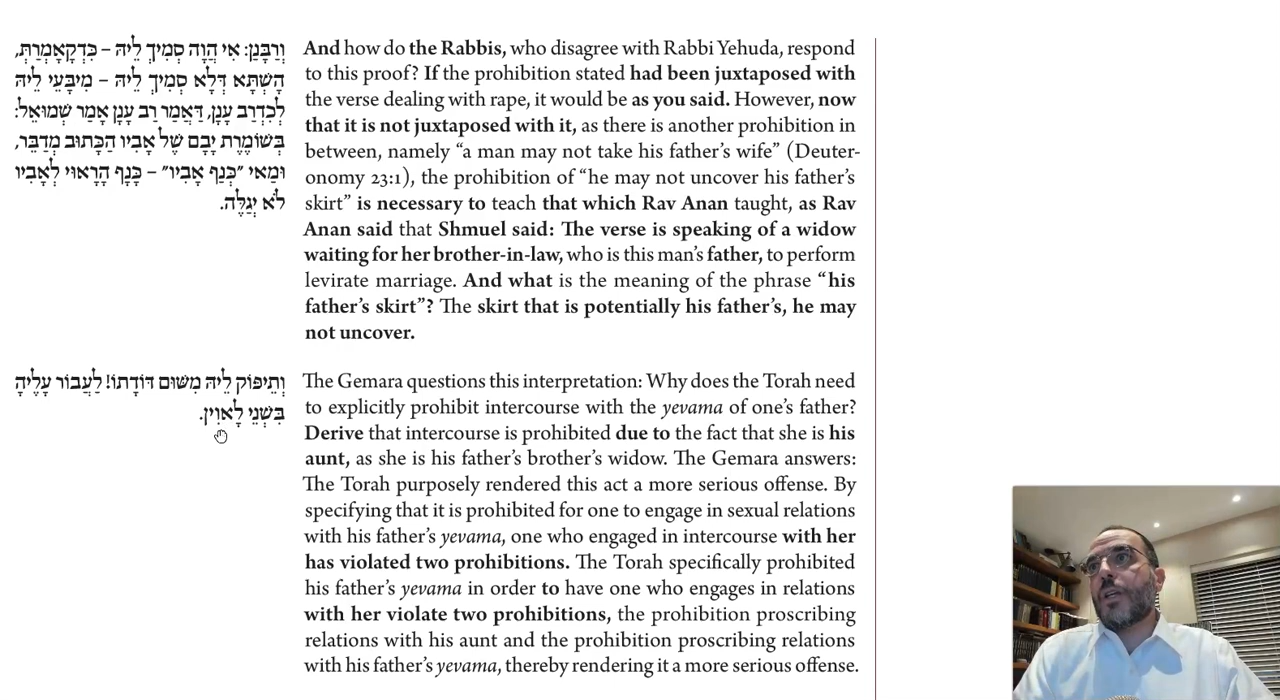 וְרַבָּנַן: אִי הֲוָה סְמִיךְ לֵיהּ – כִּדְקָאָמְרַתְּ,
הָשְׁתָּא דְּלָא סְמִיךְ לֵיהּ – מִיבָּעֵי לֵיהּ
לְכִדְרַב עָנָן, דַּאֲמַר רַב עָנָן אָמַר שְׁמוּאֵל:
בְּשׁוֹמֶרֶת יָבָם שֶׁל אָבִיו הַכָּתוּב מְדַבֵּר,
וּמַאי ״כְּנַף אָבִיו״ – כָּנָף הָרָאוּי לְאָבִיו
לֹא יְגַלֶּה.
And how do the Rabbis, who disagree with Rabbi Yehuda, respond
to this proof? If the prohibition stated had been juxtaposed with
the verse dealing with rape, it would be as you said. However, now
that it is not juxtaposed with it, as there is another prohibition in
between, namely “a man may not take his father’s wife” (Deuter-
onomy 23:1), the prohibition of “he may not uncover his father’s
skirt” is necessary to teach that which Rav Anan taught, as Rav
Anan said that Shmuel said: The verse is speaking of a widow
waiting for her brother-in-law, who is this man’s father, to perform
levirate marriage. And what is the meaning of the phrase “his
father’s skirt”? The skirt that is potentially his father’s, he may
not uncover.
וְתִיפּוֹק לֵיהּ מִשּׁוּם דּוֹדָתוֹ! לַעֲבוֹר עָלֶיהָ
בִּשְׁנֵי לָאוִין.
The Gemara questions this interpretation: Why does the Torah need
to explicitly prohibit intercourse with the yevama of one’s father?
Derive that intercourse is prohibited due to the fact that she is his
aunt, as she is his father’s brother’s widow. The Gemara answers:
The Torah purposely rendered this act a more serious offense. By
specifying that it is prohibited for one to engage in sexual relations
with his father’s yevama, one who engaged in intercourse with her
has violated two prohibitions. The Torah specifically prohibited
his father’s yevama in order to have one who engages in relations
with her violate two prohibitions, the prohibition proscribing
relations with his aunt and the prohibition proscribing relations
with his father’s yevama, thereby rendering it a more serious offense.